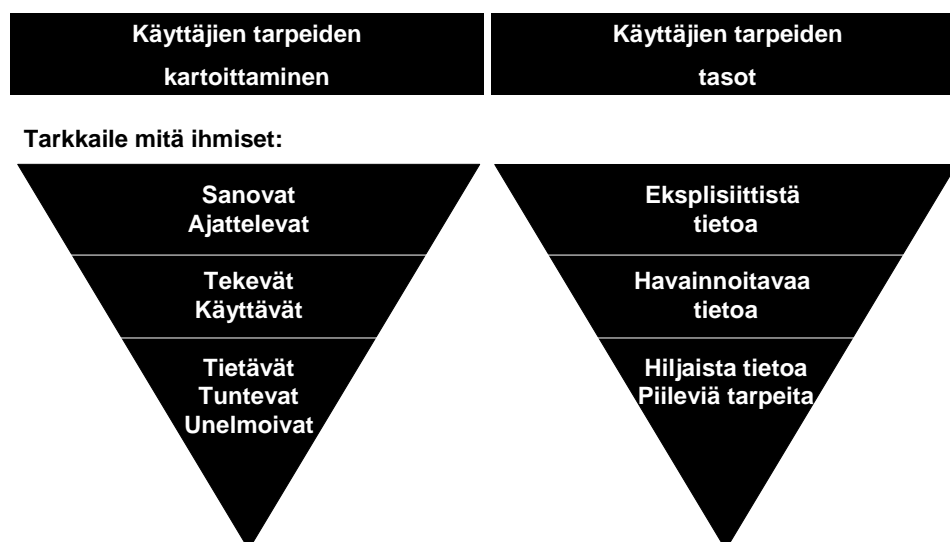 Käyttäjien tarpeiden
kartoittaminen
Käyttäjien tarpeiden
tasot
Tarkkaile mitä ihmiset:
Sanovat
Ajattelevat
Tekevät
Käyttävät
Tietävät
Tuntevat
Unelmoivat
Eksplisiittistä
tietoa
Havainnoitavaa
tietoa
Hiljaista tietoa
Piileviä tarpeita